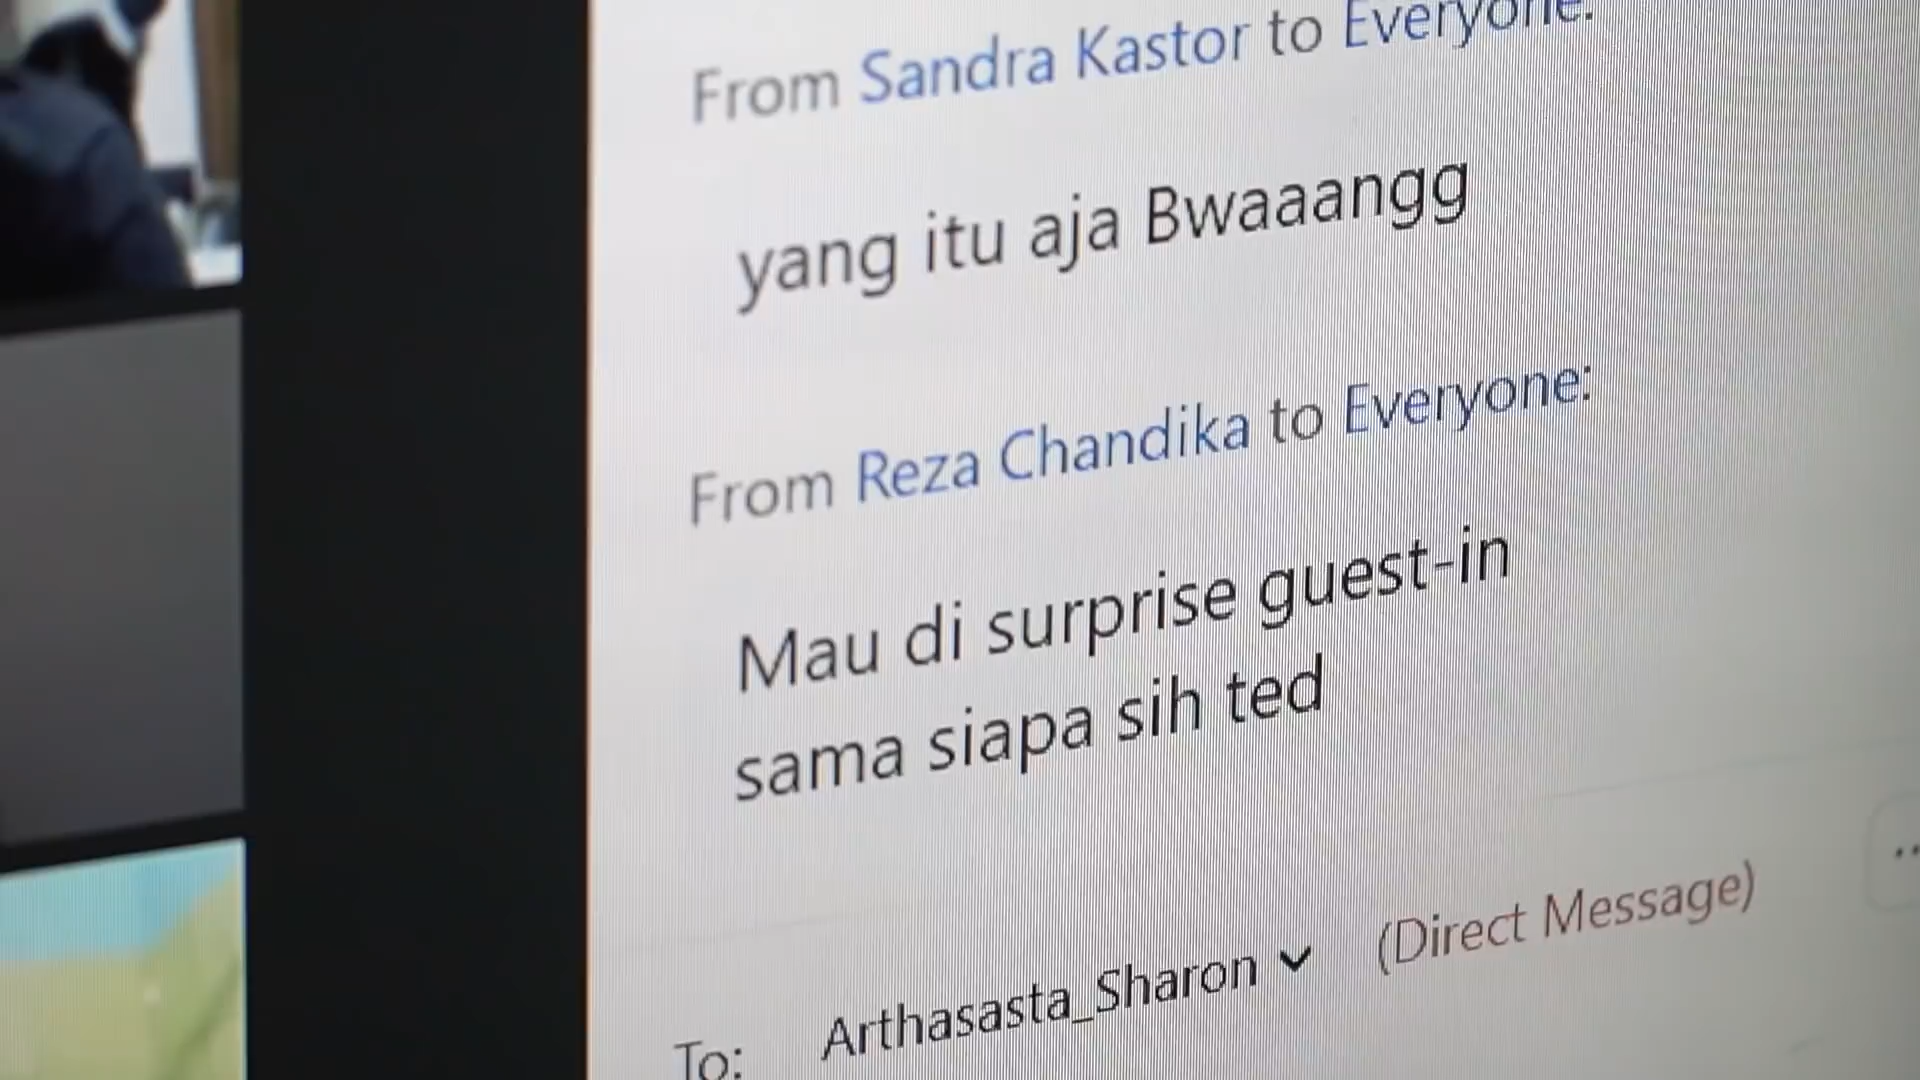 From Sandra Kastor to Everyone:
yang itu aja Bwaaangg
From Reza Chandika to Everyone:
Mau di surprise guest-in
sama siapa sih ted
To: Arthasasta_Sharon (Direct Message)